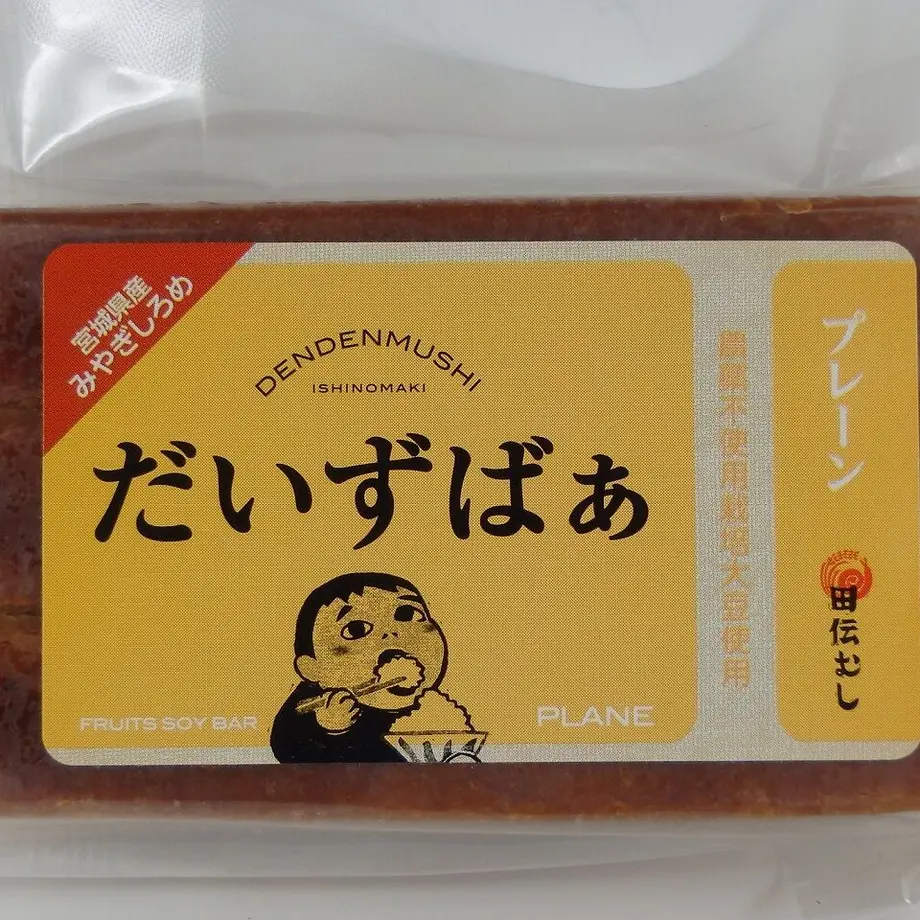 宮城県産
みやぎしろめ
DENDENMUSHI
ISHINOMAKI
だいずばぁ
FRUITS SOY BAR
PLANE
農薬不使用栽培大豆使用
プレーン
田伝むし